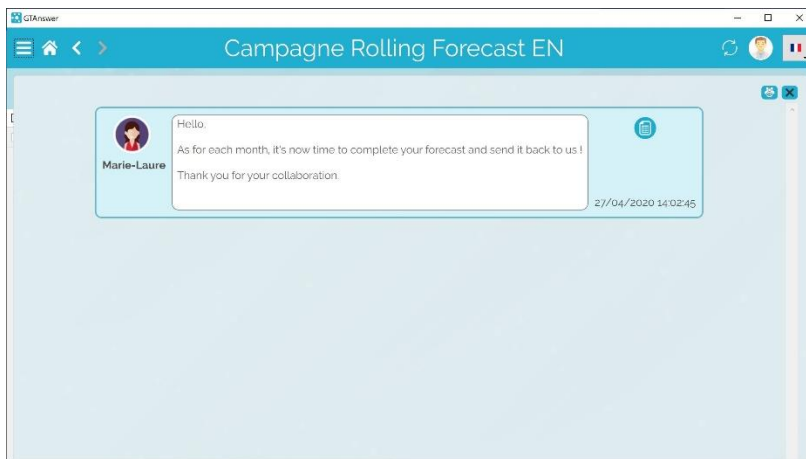 GTAnswer
Campagne Rolling Forecast EN
Hello,
As for each month, it's now time to complete your forecast and send it back to us !
Marie-Laure
Thank you for your collaboration.
27/04/2020 14:02:45